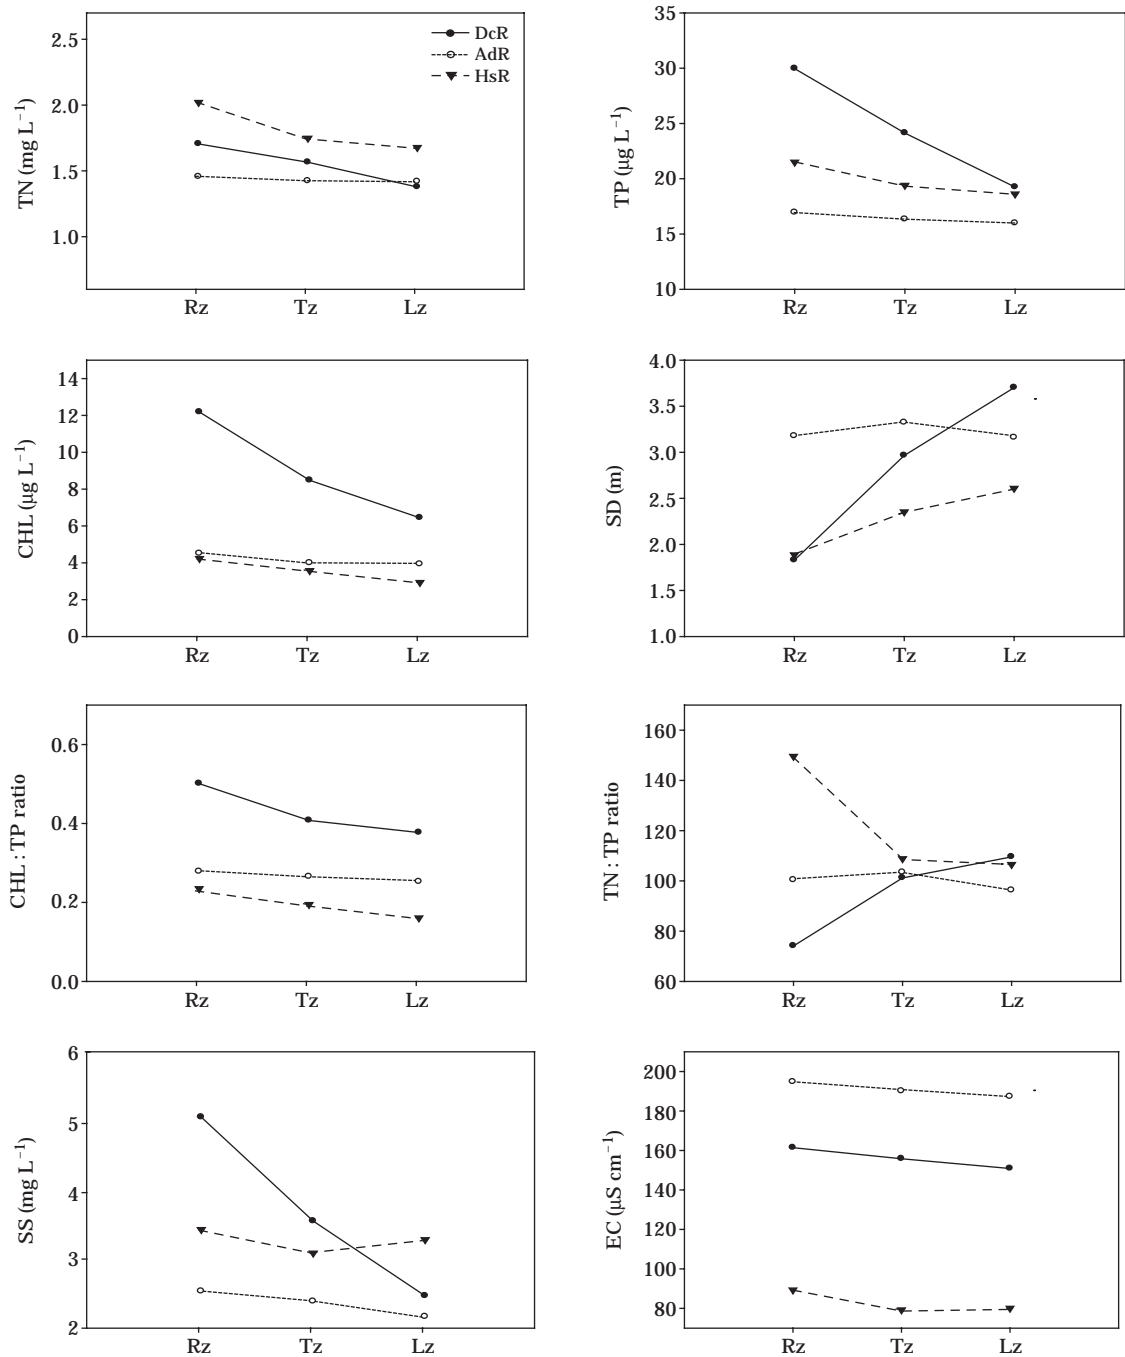 2.5
2.0
1.5
1.0
TN (mg L⁻¹)
DcR
AdR
HsR
Rz Tz Lz
35
30
25
20
15
10
TP (μg L⁻¹)
Rz Tz Lz
14
12
10
8
6
4
2
0
CHL (μg L⁻¹)
Rz Tz Lz
4.0
3.5
3.0
2.5
2.0
1.5
1.0
SD (m)
Rz Tz Lz
0.6
0.4
0.2
0.0
CHL : TP ratio
Rz Tz Lz
160
140
120
100
80
60
TN : TP ratio
Rz Tz Lz
6
5
4
3
2
SS (mg L⁻¹)
Rz Tz Lz
200
180
160
140
120
100
80
EC (μS cm⁻¹)
Rz Tz Lz